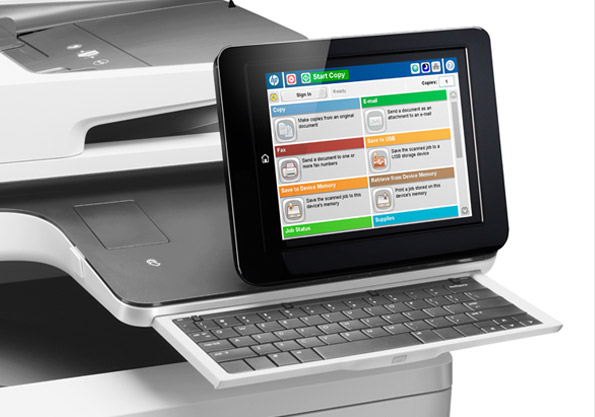 hp Start Copy
Sign In Ready Copies: 1
Copy
Make copies from an original
document
E-mail
Send a document as an
attachment to an e-mail
Fax
Send a document to one or
more fax numbers
Save to USB
Save the scanned job to a
USB storage device
Save to Device Memory
Save the scanned job to this
device's memory
Retrieve from Device Memory
Print a job stored on this
device's memory
Job Status
Supplies